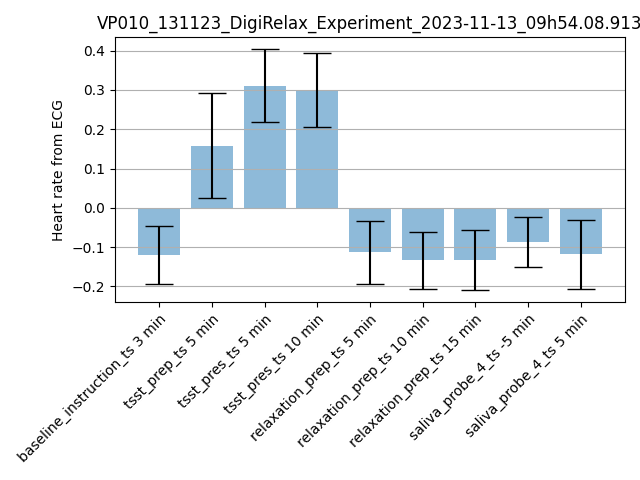 VP010_131123_DigiRelax_Experiment_2023-11-13_09h54.08.913
Heart rate from ECG
0.4
0.3
0.2
0.1
0.0
−0.1
−0.2
baseline_instruction_ts 3 min
tsst_prep_ts 5 min
tsst_pres_ts 5 min
tsst_pres_ts 10 min
relaxation_prep_ts 5 min
relaxation_prep_ts 10 min
relaxation_prep_ts 15 min
saliva_probe_4_ts -5 min
saliva_probe_4_ts 5 min